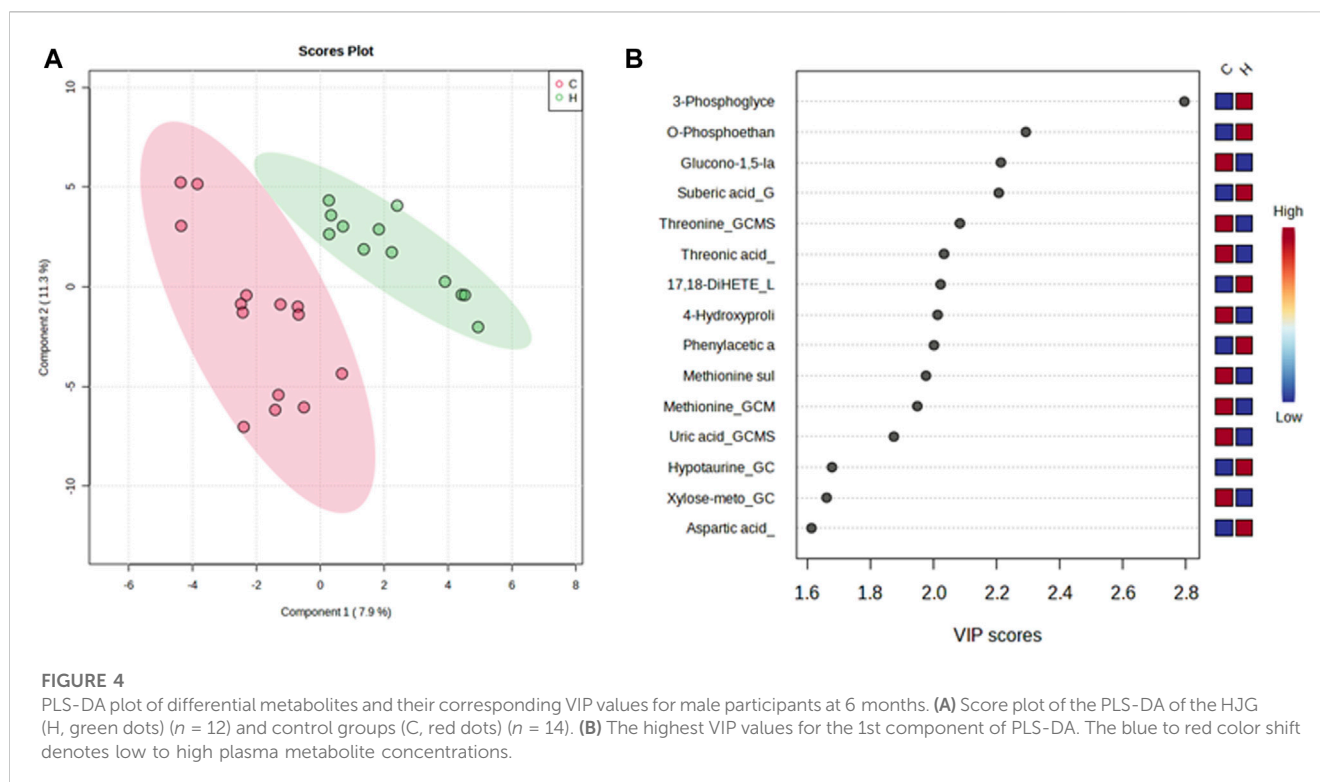 A
Scores Plot
C
H
10
5
0
-5
-10
Component 2 ( 11.3 %)
-6
-4
-2
0
2
4
6
8
Component 1 ( 7.9 %)
B
C H
3-Phosphoglyce
O-Phosphoethan
Glucono-1,5-la
Suberic acid_G
Threonine_GCMS
Threonic acid_
17,18-DiHETE_L
4-Hydroxyproli
Phenylacetic a
Methionine sul
Methionine_GCM
Uric acid_GCMS
Hypotaurine_GC
Xylose-meto_GC
Aspartic acid_
High
Low
1.6
1.8
2.0
2.2
2.4
2.6
2.8
VIP scores
FIGURE 4
PLS-DA plot of differential metabolites and their corresponding VIP values for male participants at 6 months. (A) Score plot of the PLS-DA of the HJG
(H, green dots) (n = 12) and control groups (C, red dots) (n = 14). (B) The highest VIP values for the 1st component of PLS-DA. The blue to red color shift
denotes low to high plasma metabolite concentrations.